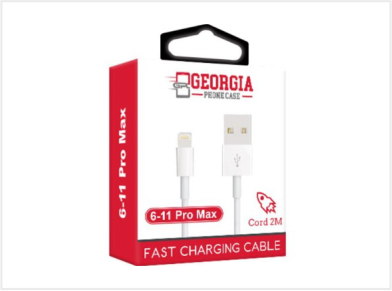 GEORGIA
PHONE CASE
6-11 Pro Max
6-11 Pro Max
Cord 2M
FAST CHARGING CABLE